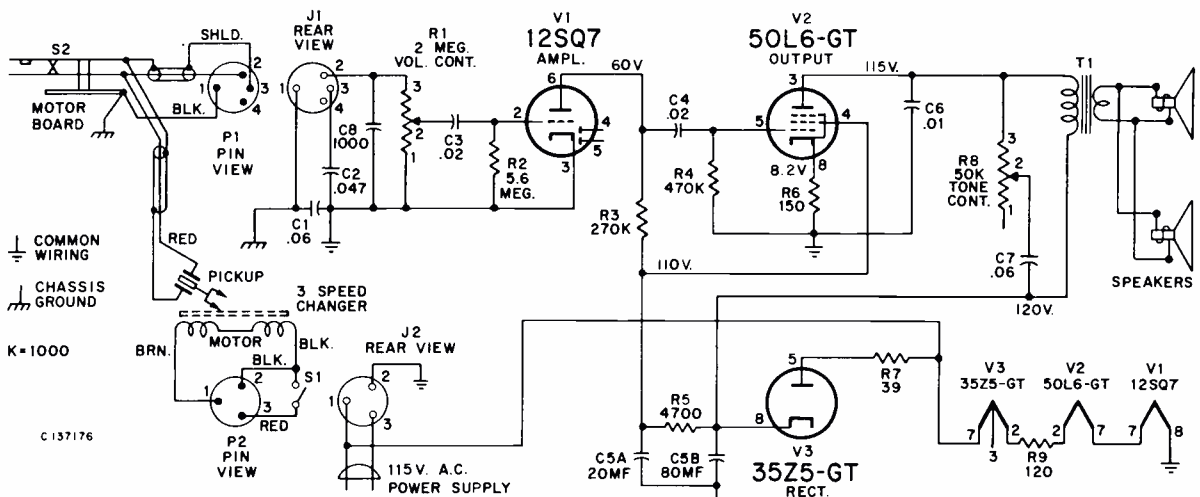 S2
SHLD.
2
1
3
4
BLK.
MOTOR
BOARD
P1
PIN
VIEW
J1
REAR
VIEW
2
1
3
4
R1
2 MEG.
VOL. CONT.
3
2
1
C8
1000
C2
.047
C1
.06
C3
.02
R2
5.6
MEG.
V1
12SQ7
AMPL.
6
2
4
5
3
60V
C4
.02
R3
270K
R4
470K
110V.
V2
50L6-GT
OUTPUT
3
115V.
5
4
8
8.2V
R6
150
C6
.01
R8
50K
TONE
CONT.
3
2
1
C7
.06
120V.
T1
SPEAKERS
COMMON
WIRING
CHASSIS
GROUND
K=1000
RED
PICKUP
3 SPEED
CHANGER
MOTOR
BRN.
BLK.
BLK.
1
2
3
S1
RED
P2
PIN
VIEW
J2
REAR VIEW
1
2
3
115V. A.C.
POWER SUPPLY
C137176
R5
4700
C5A
20MF
C5B
80MF
5
8
R7
39
V3
35Z5-GT
RECT.
V3
35Z5-GT
V2
50L6-GT
V1
12SQ7
7
3
2
R9
120
7
2
7
8